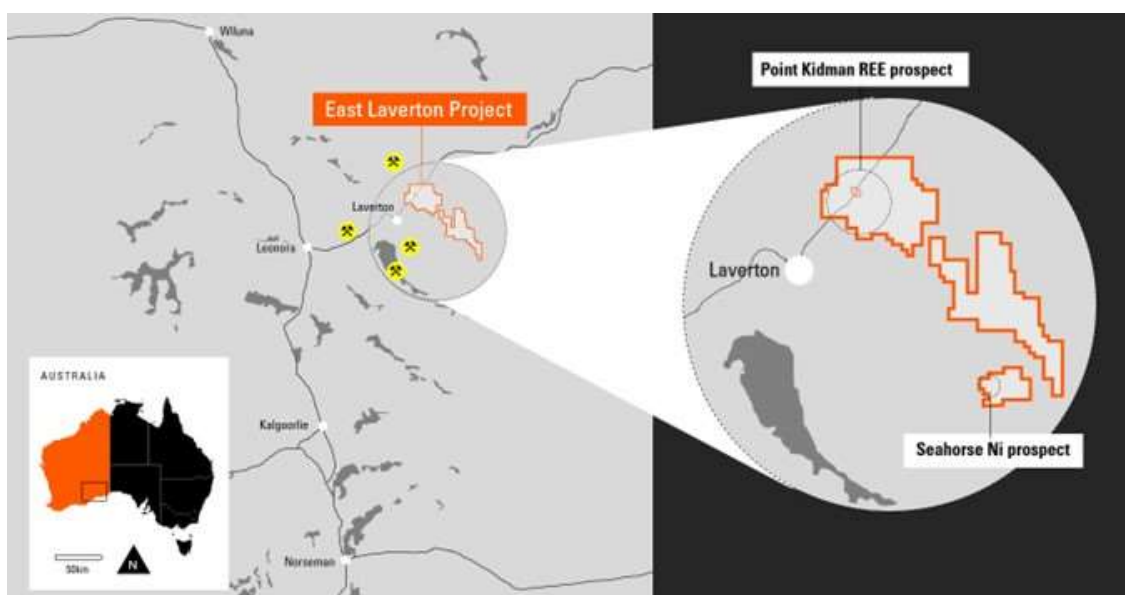 Wiluna
East Laverton Project
Laverton
Leonora
Kalgoorlie
Norseman
AUSTRALIA
50km
N
Point Kidman REE prospect
Laverton
Seahorse Ni prospect